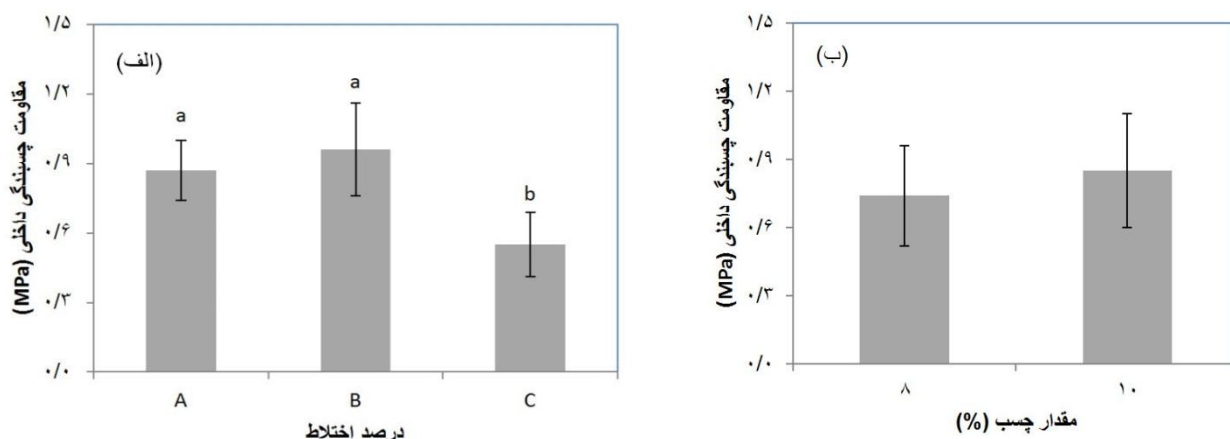 (الف)
مقاومت چسبندگی داخلی (MPa)
۱/۵
۱/۲
۰/۹
۰/۶
۰/۳
۰/۰
a
a
b
A B C
درصد اختلاط
(ب)
مقاومت چسبندگی داخلی (MPa)
۱/۵
۱/۲
۰/۹
۰/۶
۰/۳
۰/۰
۸ ۱۰
مقدار چسب (%)